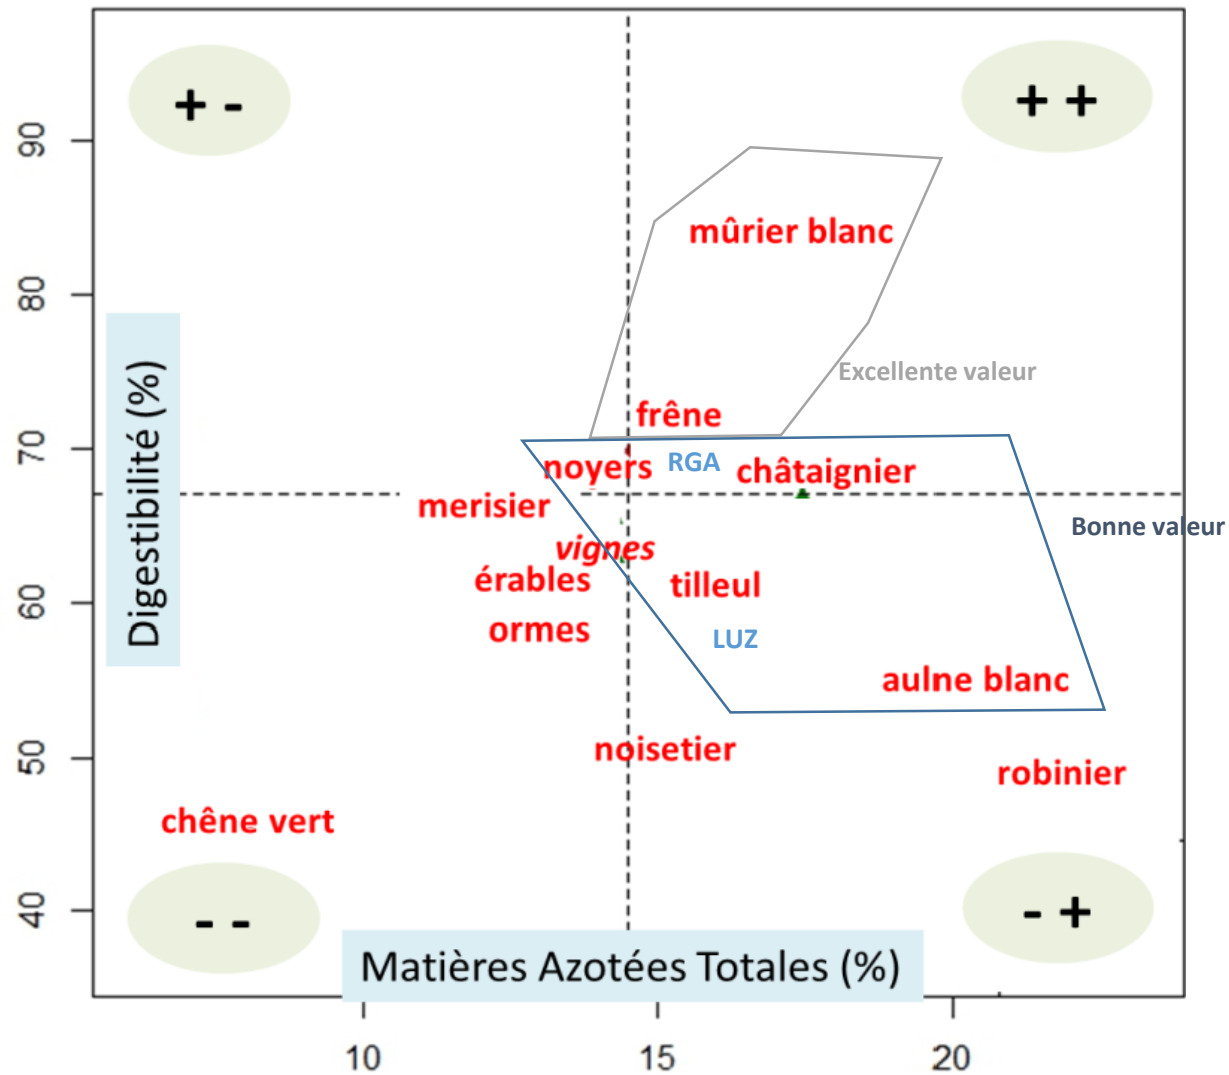 + -
+ +
90
80
70
60
50
40
Digestibilité (%)
mûrier blanc
Excellente valeur
frêne
noyers
RGA
châtaignier
merisier
Bonne valeur
vignes
érables
tilleul
ormes
LUZ
aulne blanc
noisetier
robinier
chêne vert
- -
- +
Matières Azotées Totales (%)
10
15
20